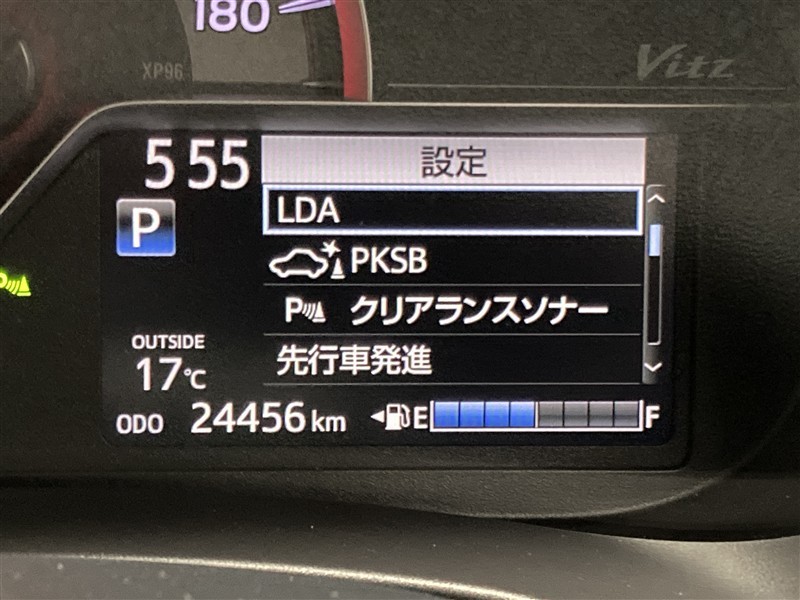 180
XP96
Vitz
5 55
設定
LDA
P
PKSB
P クリアランスソナー
P
先行車発進
OUTSIDE
17℃
ODO 24456 km E F